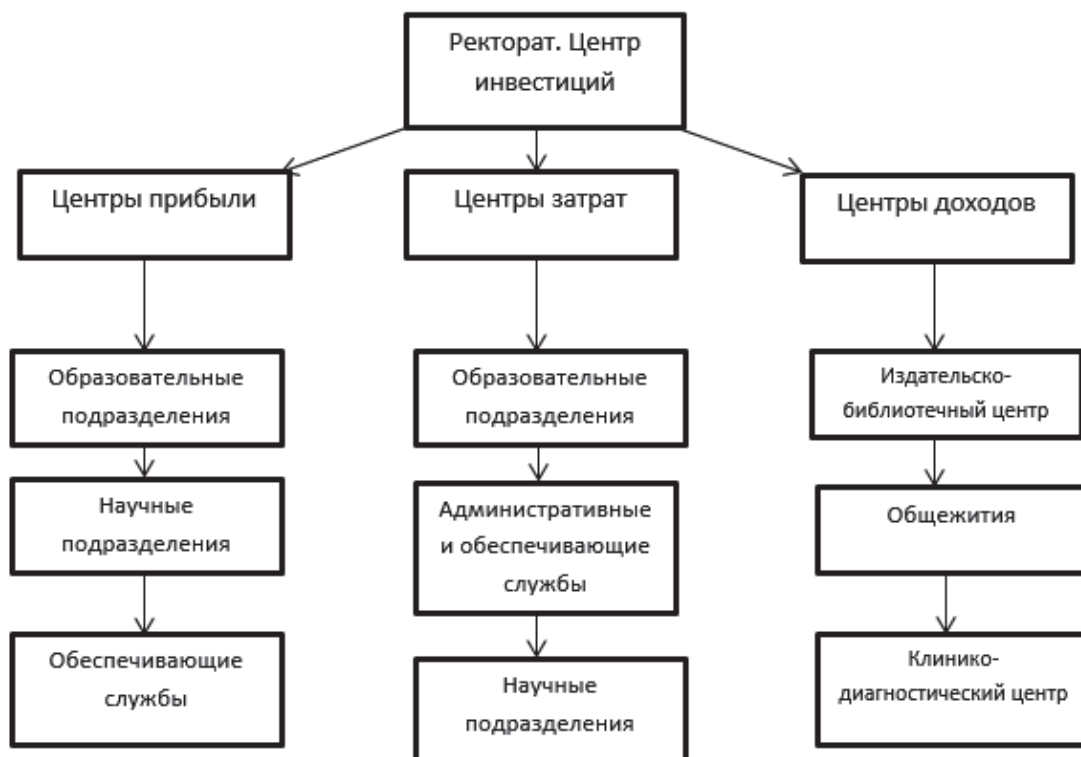 Ректорат. Центр
инвестиций
Центры прибыли
Центры затрат
Центры доходов
Образовательные
подразделения
Образовательные
подразделения
Издательско-
библиотечный центр
Научные
подразделения
Административные
и обеспечивающие
службы
Общежития
Обеспечивающие
службы
Научные
подразделения
Клинико-
диагностический центр